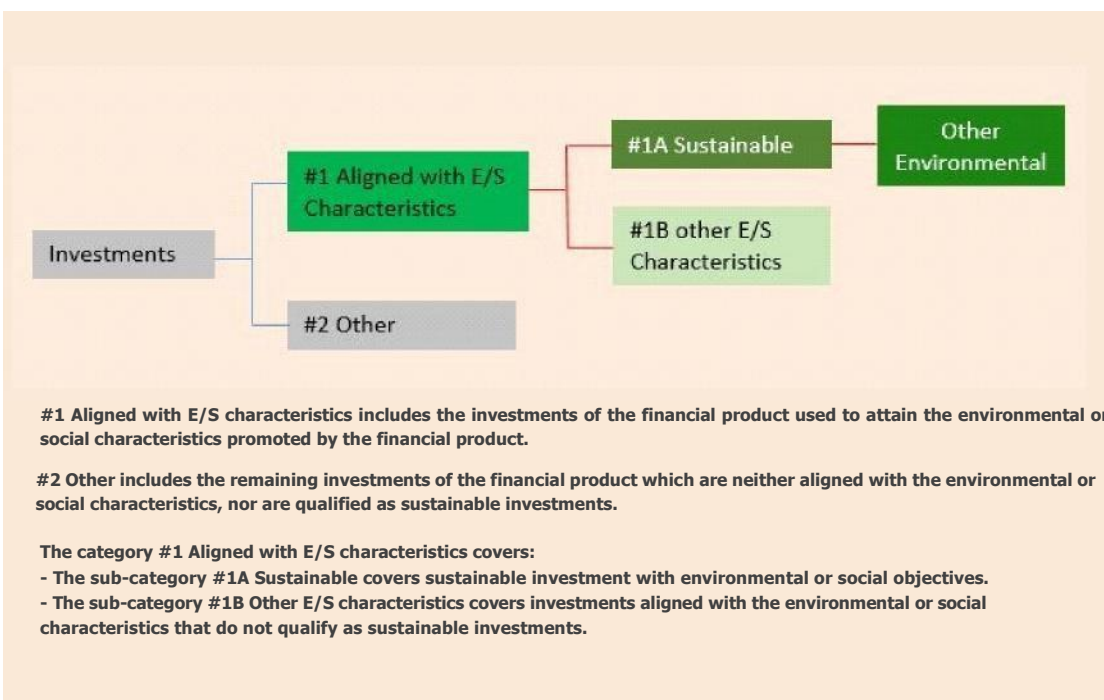 Investments
#1 Aligned with E/S
Characteristics
#2 Other
#1A Sustainable
#1B other E/S
Characteristics
Other
Environmental
#1 Aligned with E/S characteristics includes the investments of the financial product used to attain the environmental or
social characteristics promoted by the financial product.
#2 Other includes the remaining investments of the financial product which are neither aligned with the environmental or
social characteristics, nor are qualified as sustainable investments.
The category #1 Aligned with E/S characteristics covers:
- The sub-category #1A Sustainable covers sustainable investment with environmental or social objectives.
- The sub-category #1B Other E/S characteristics covers investments aligned with the environmental or social
characteristics that do not qualify as sustainable investments.